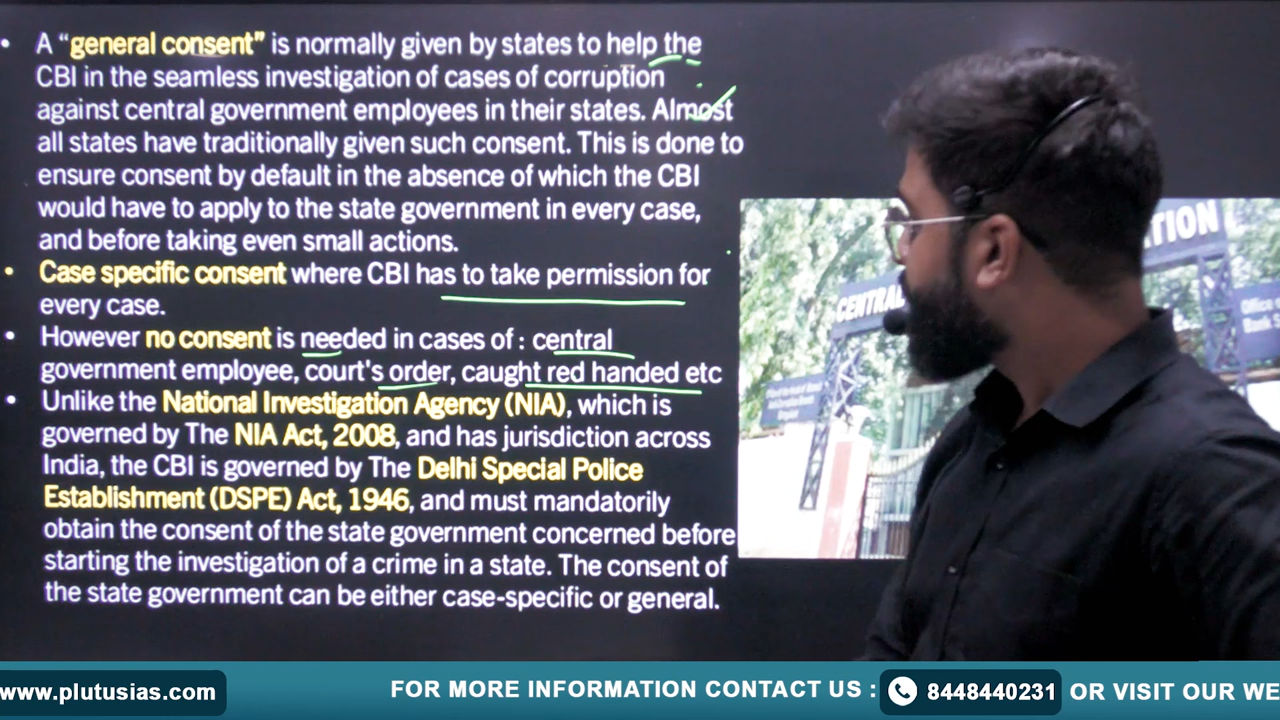 • A “general consent” is normally given by states to help the
CBI in the seamless investigation of cases of corruption
against central government employees in their states. Almost
all states have traditionally given such consent. This is done to
ensure consent by default in the absence of which the CBI
would have to apply to the state government in every case,
and before taking even small actions.
• Case specific consent where CBI has to take permission for
every case.
• However no consent is needed in cases of : central
government employee, court's order, caught red handed etc
• Unlike the National Investigation Agency (NIA), which is
governed by The NIA Act, 2008, and has jurisdiction across
India, the CBI is governed by The Delhi Special Police
Establishment (DSPE) Act, 1946, and must mandatorily
obtain the consent of the state government concerned before
starting the investigation of a crime in a state. The consent of
the state government can be either case-specific or general.
CENTRAL
TION
Office
Bank
www.plutusias.com FOR MORE INFORMATION CONTACT US : 8448440231 OR VISIT OUR WE